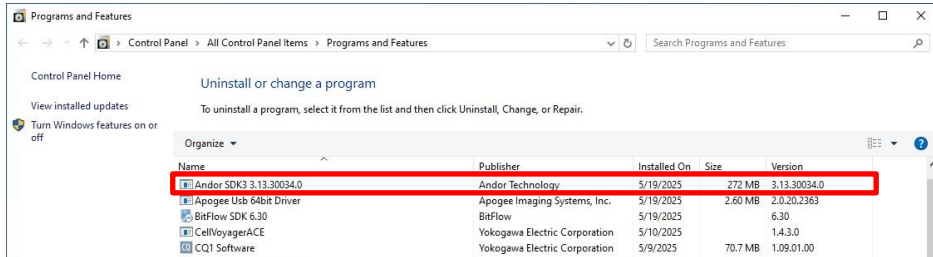 Programs and Features
Control Panel > All Control Panel Items > Programs and Features
Search Programs and Features
Control Panel Home
Uninstall or change a program
View installed updates
To uninstall a program, select it from the list and then click Uninstall, Change, or Repair.
Turn Windows features on or
off
Organize
Name Publisher Installed On Size Version
Andor SDK3 3.13.30034.0 Andor Technology 5/19/2025 272 MB 3.13.30034.0
Apogee Usb 64bit Driver Apogee Imaging Systems, Inc. 5/19/2025 2.60 MB 2.0.20.2363
BitFlow SDK 6.30 BitFlow 5/19/2025 6.30
CellVoyagerACE Yokogawa Electric Corporation 5/10/2025 1.4.3.0
CQ1 Software Yokogawa Electric Corporation 5/9/2025 70.7 MB 1.09.01.00